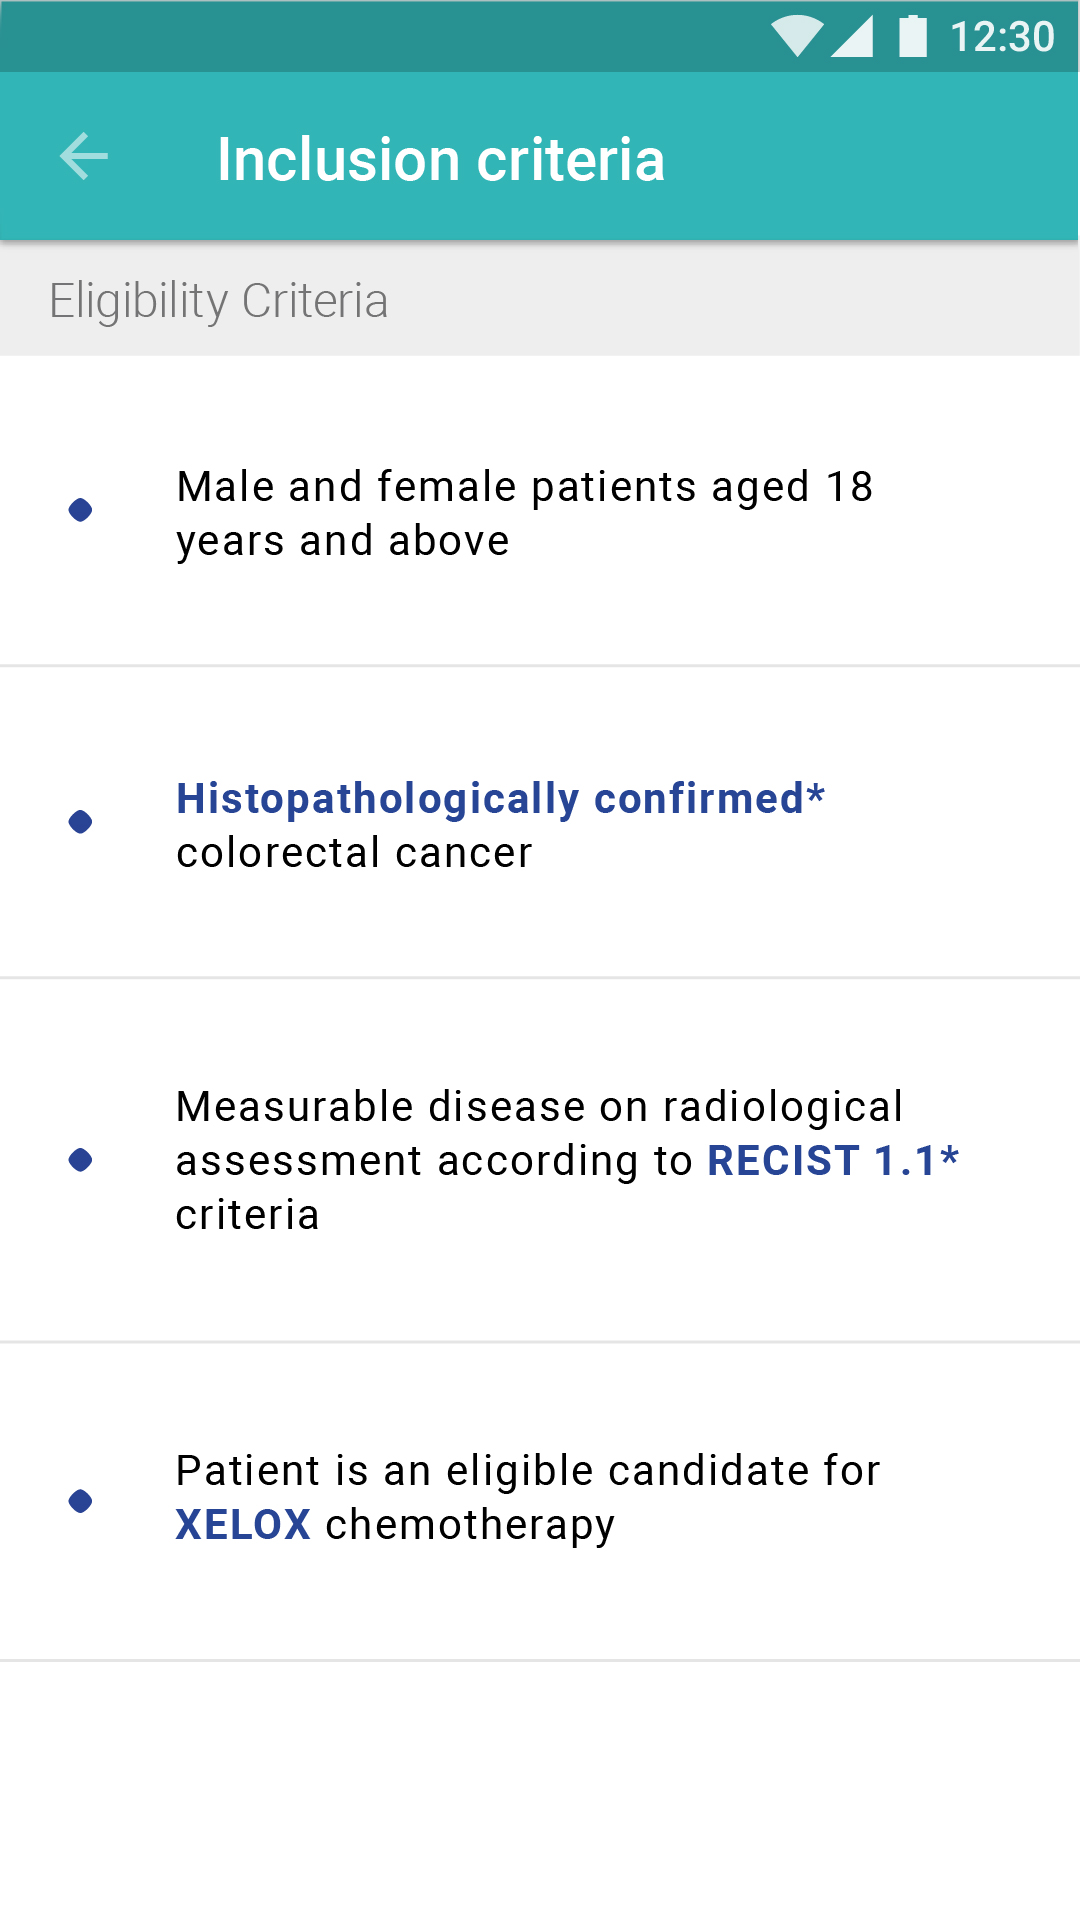 12:30
Inclusion criteria
Eligibility Criteria
Male and female patients aged 18
years and above
Histopathologically confirmed*
colorectal cancer
Measurable disease on radiological
assessment according to RECIST 1.1*
criteria
Patient is an eligible candidate for
XELOX chemotherapy